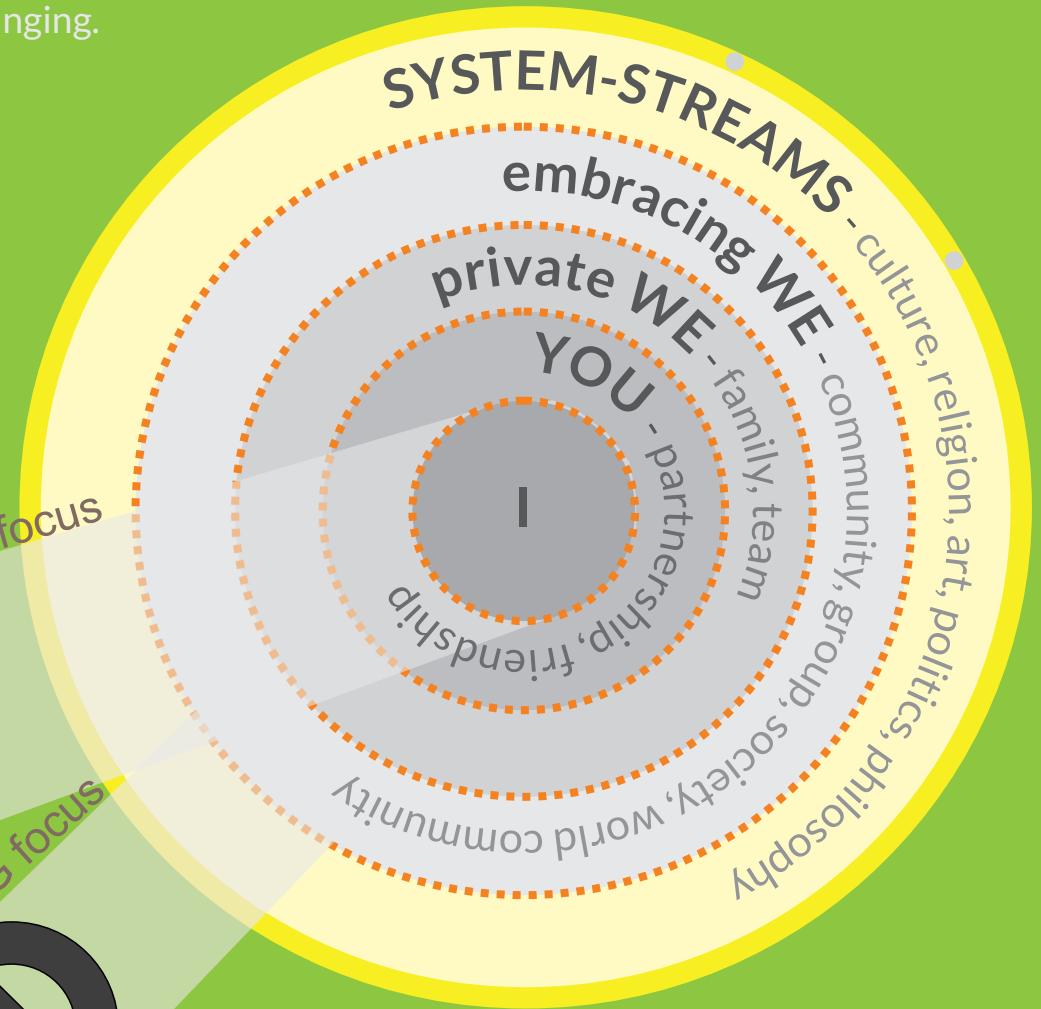 nging.
SYSTEM-STREAMS - culture, religion, art, politics, philosophy
embracing WE - community, group, society, world community
private WE - family, team
YOU - partnership, friendship
I
focus
focus